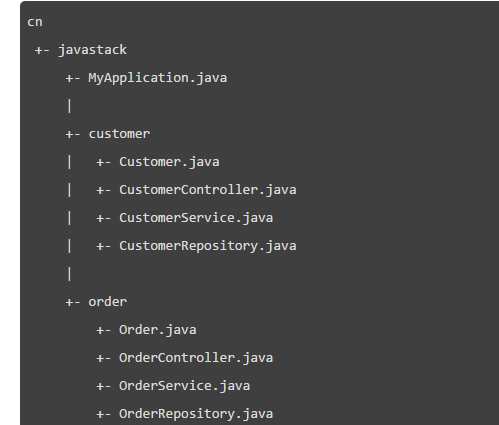 cn
 +- javastack
     +- MyApplication.java
     |
     +- customer
     |   +- Customer.java
     |   +- CustomerController.java
     |   +- CustomerService.java
     |   +- CustomerRepository.java
     |
     +- order
         +- Order.java
         +- OrderController.java
         +- OrderService.java
         +- OrderRepository.java